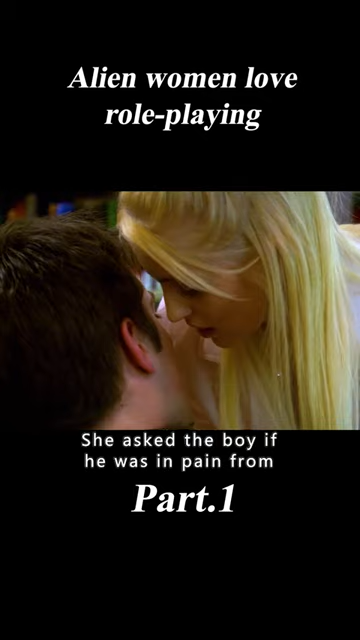 Alien women love
role-playing
She asked the boy if
he was in pain from
Part.1